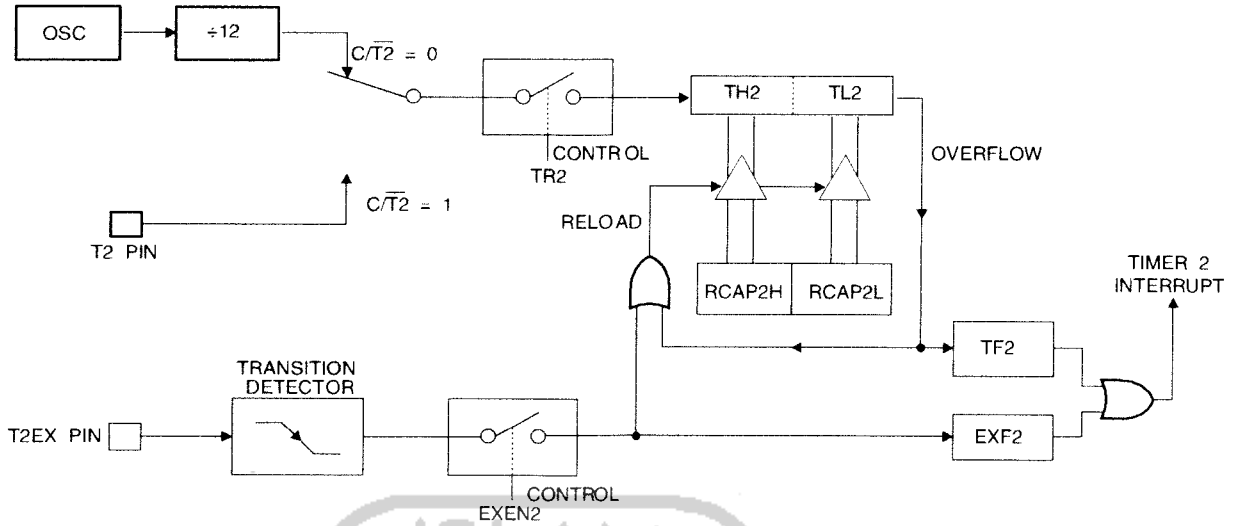 OSC
÷12
C/T2 = 0
TH2
TL2
CONTROL
TR2
OVERFLOW
C/T2 = 1
T2 PIN
RELOAD
RCAP2H
RCAP2L
TIMER 2
INTERRUPT
TF2
TRANSITION
DETECTOR
T2EX PIN
EXF2
CONTROL
EXEN2